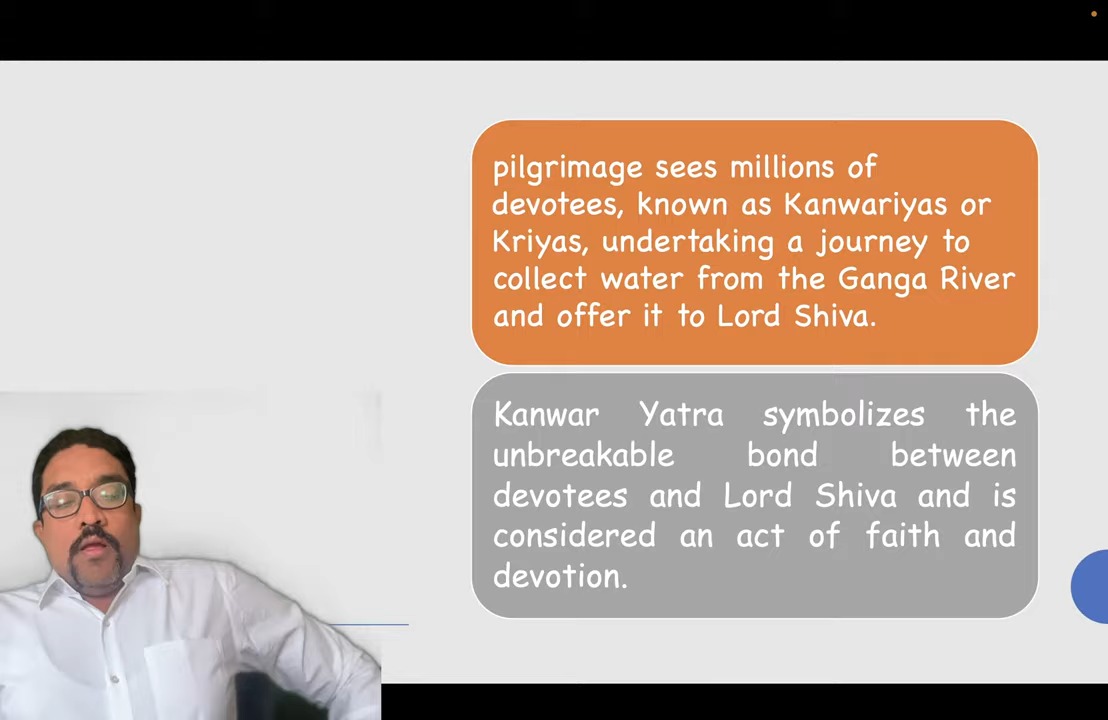 pilgrimage sees millions of
devotees, known as Kanwariyas or
Kriyas, undertaking a journey to
collect water from the Ganga River
and offer it to Lord Shiva.
Kanwar Yatra symbolizes the
unbreakable bond between
devotees and Lord Shiva and is
considered an act of faith and
devotion.